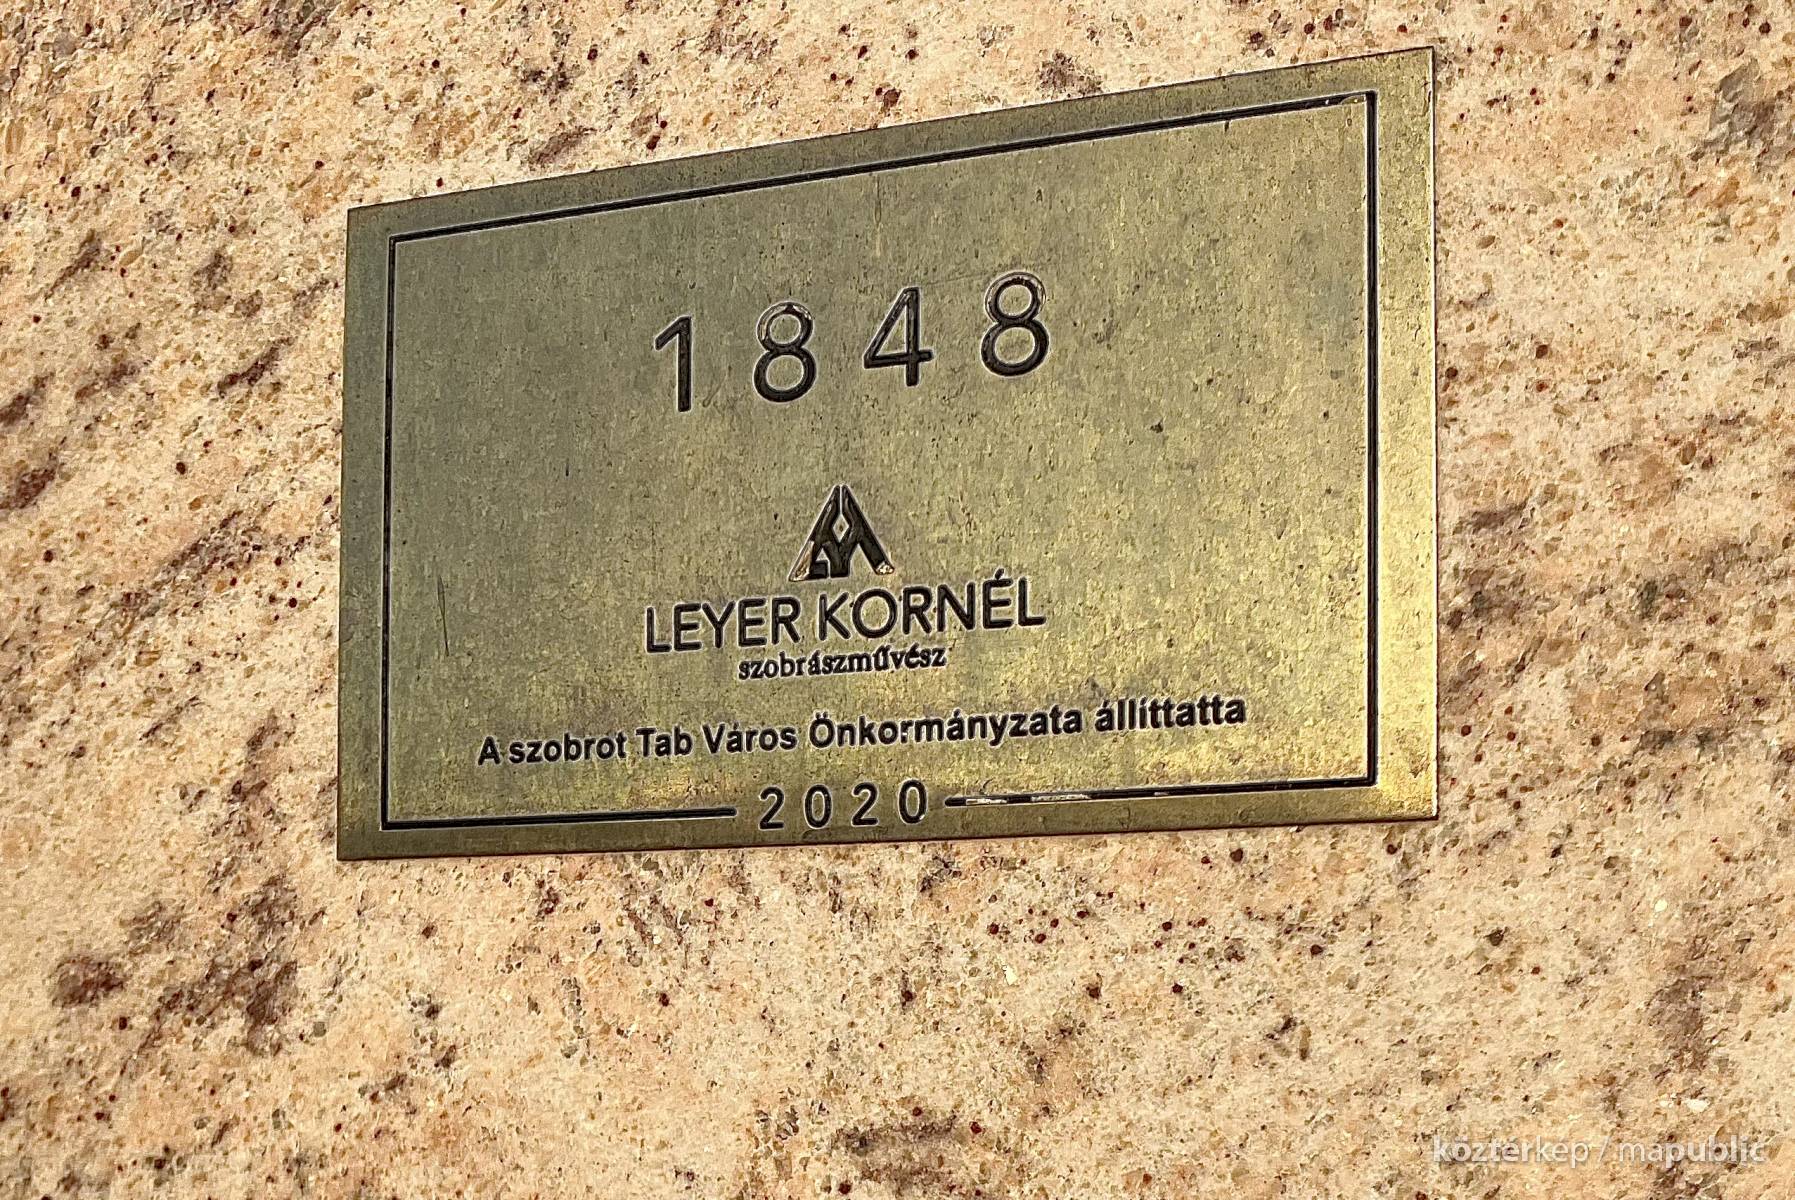 1848
LEYER KORNÉL
szobrászművész
A szobrot Tab Város Önkormányzata állíttatta
2020
köztérkép / mapublic